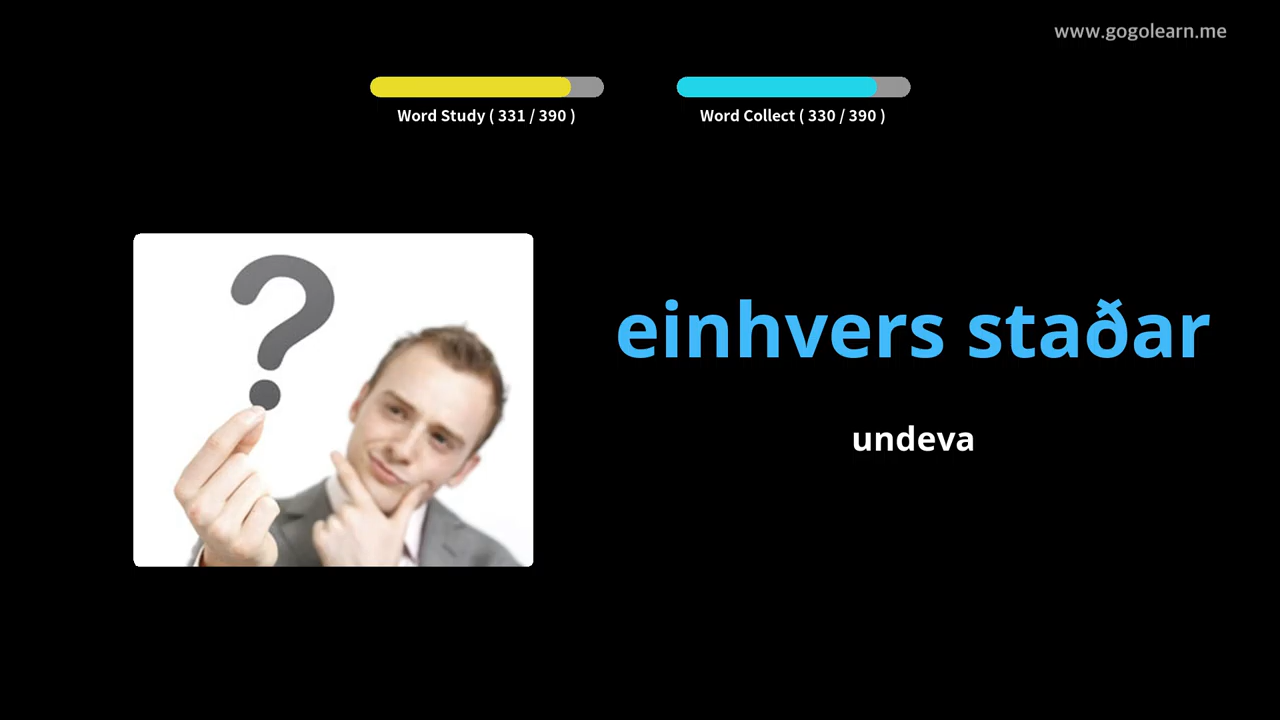 www.gogolearn.me
Word Study ( 331 / 390 )
Word Collect ( 330 / 390 )
einhvers staðar
undeva